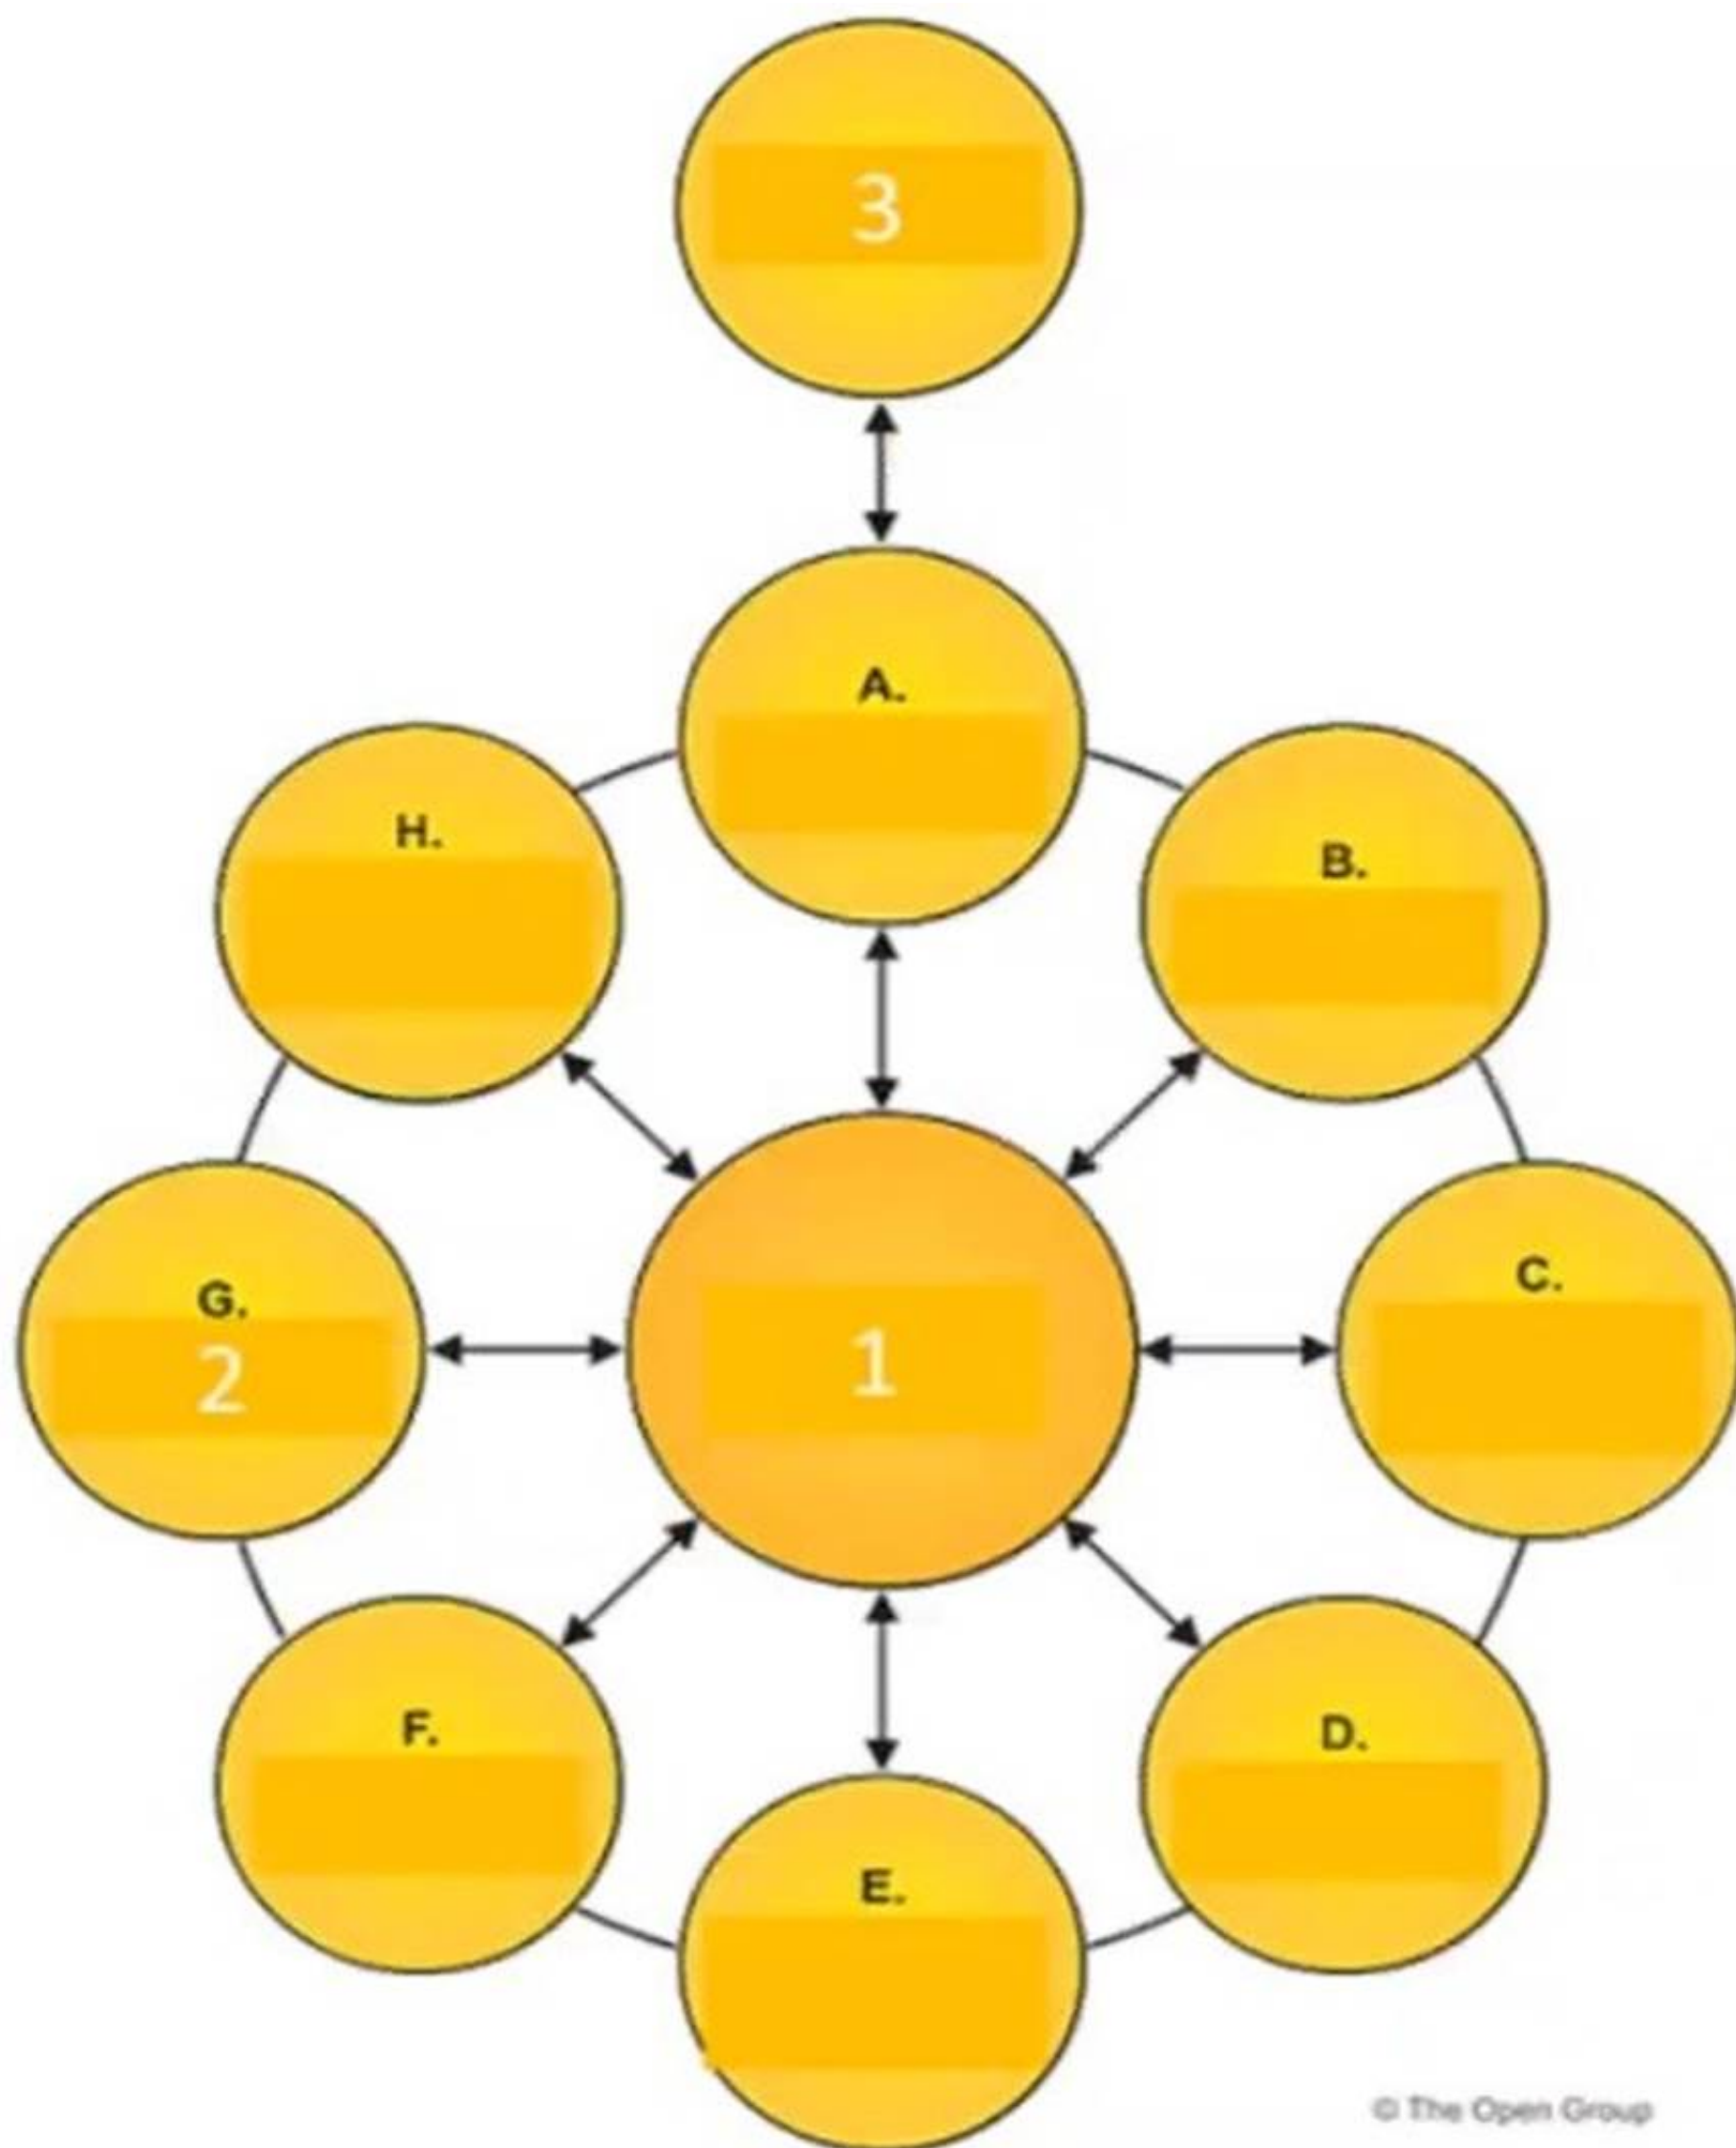 3
A.
H.
B.
G.
2
1
C.
F.
D.
E.
© The Open Group